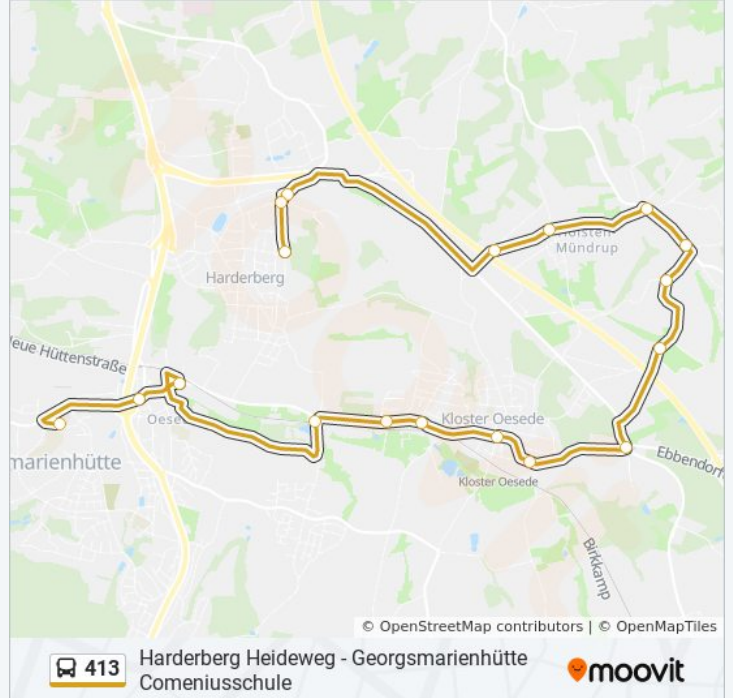 Holsten-
Mündrup
Harderberg
Neue Hüttenstraße
Oesede
Kloster Oesede
marienhütte
Ebbendorf
Kloster Oesede
Birkkamp
© OpenStreetMap contributors | © OpenMapTiles
413
Harderberg Heideweg - Georgsmarienhütte
Comeniusschule
moovit